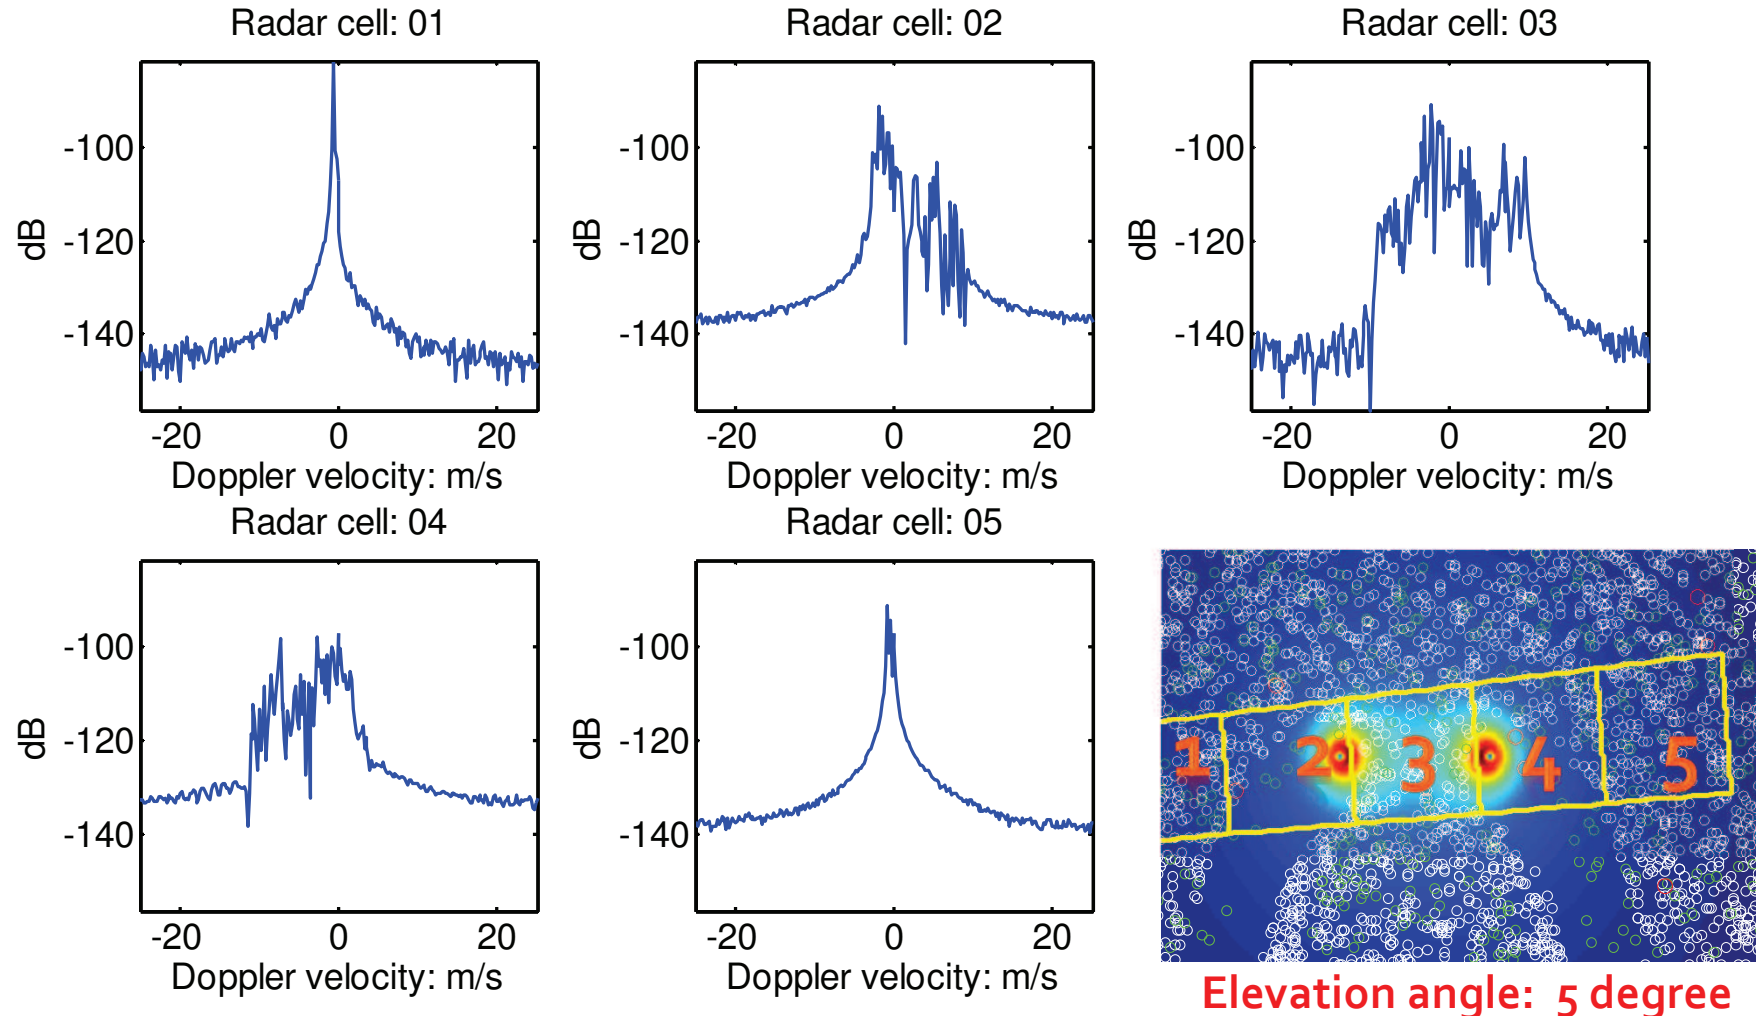 Radar cell: 01
Radar cell: 02
Radar cell: 03
-100
-120
-140
dB
-20 0 20
Doppler velocity: m/s
-100
-120
-140
dB
-20 0 20
Doppler velocity: m/s
-100
-120
-140
dB
-20 0 20
Doppler velocity: m/s
Radar cell: 04
Radar cell: 05
-100
-120
-140
dB
-20 0 20
Doppler velocity: m/s
-100
-120
-140
dB
-20 0 20
Doppler velocity: m/s
1 2 3 4 5
Elevation angle: 5 degree